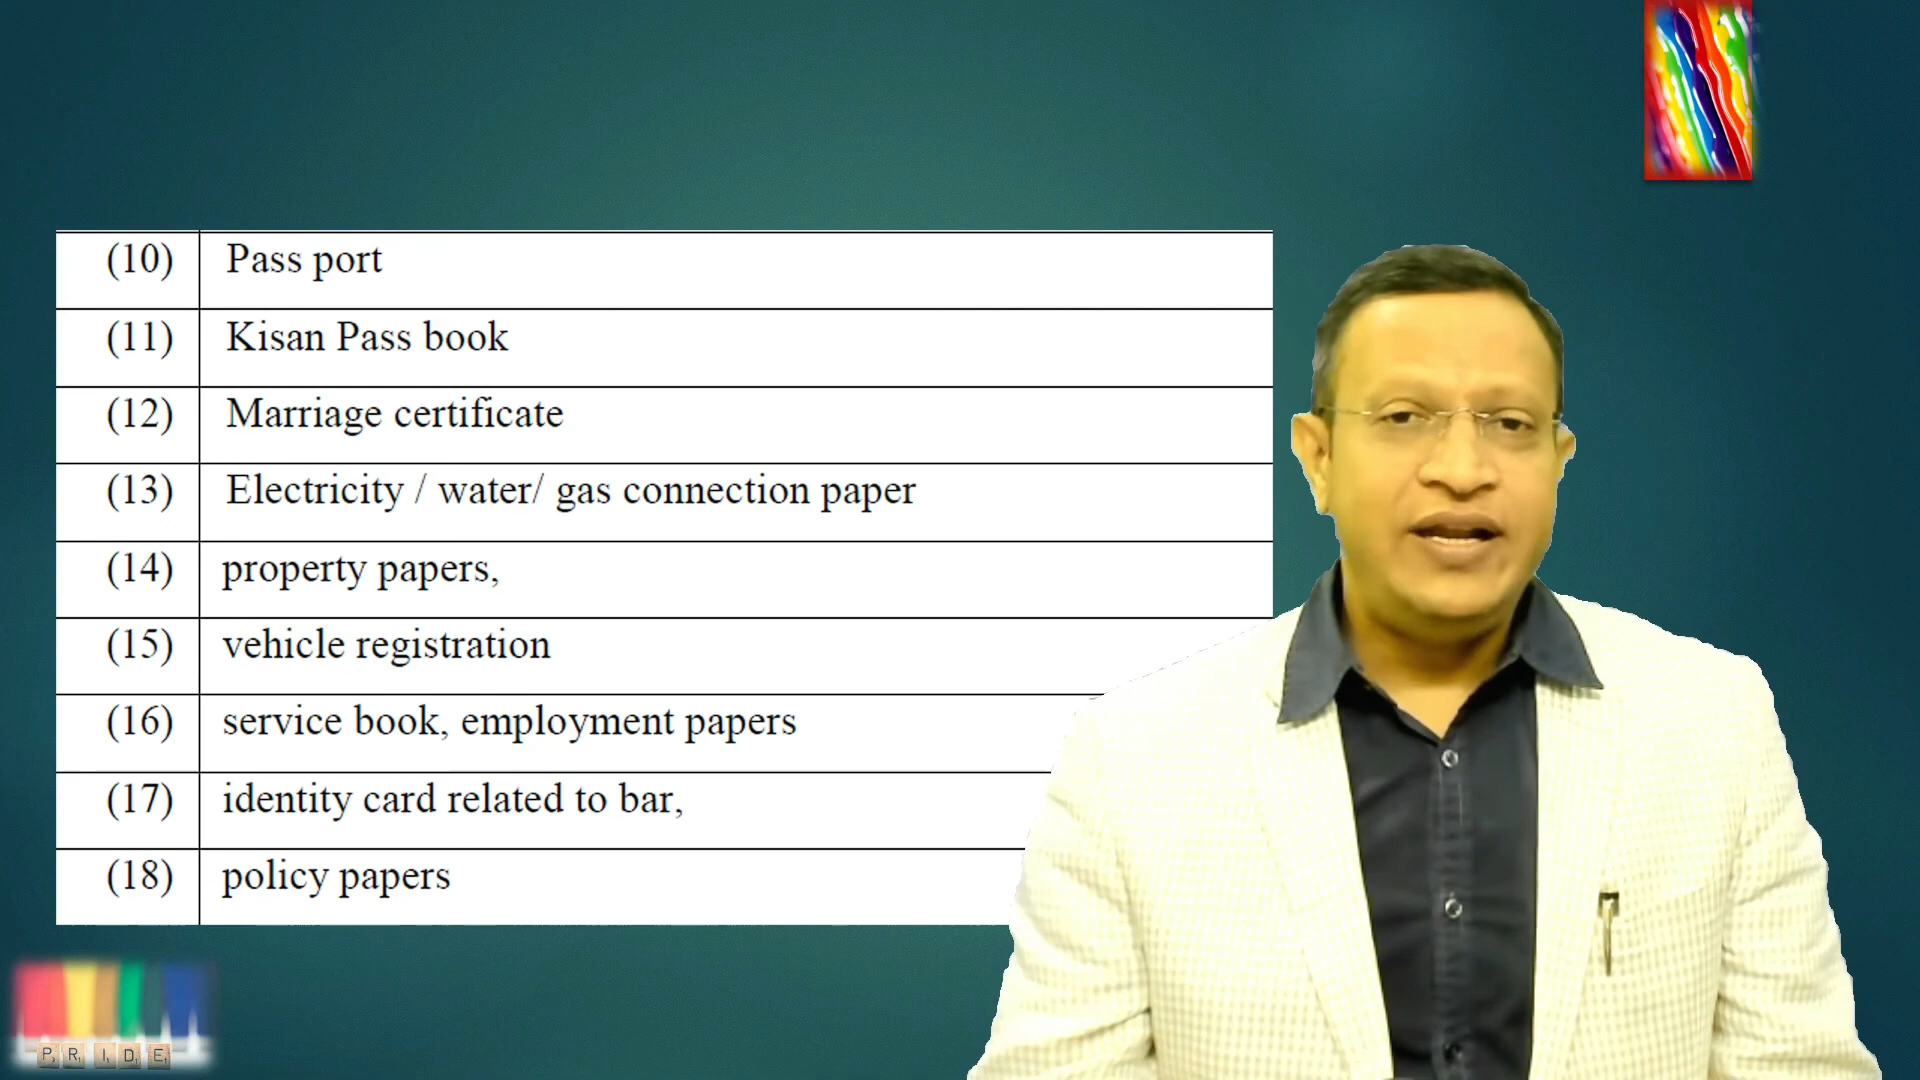 (10) Pass port
(11) Kisan Pass book
(12) Marriage certificate
(13) Electricity / water/ gas connection paper
(14) property papers,
(15) vehicle registration
(16) service book, employment papers
(17) identity card related to bar,
(18) policy papers
PRIDE